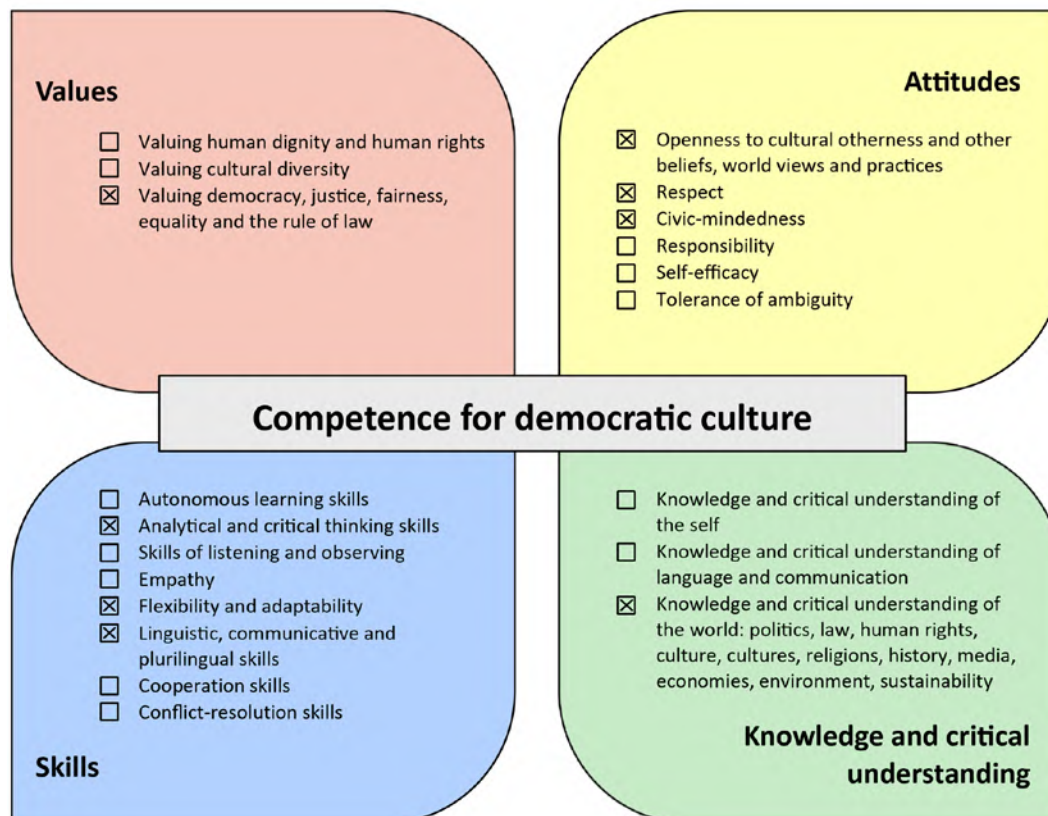 Values
☐ Valuing human dignity and human rights
☐ Valuing cultural diversity
☒ Valuing democracy, justice, fairness,
equality and the rule of law
Attitudes
☒ Openness to cultural otherness and other
beliefs, world views and practices
☒ Respect
☒ Civic-mindedness
☐ Responsibility
☐ Self-efficacy
☐ Tolerance of ambiguity
Competence for democratic culture
☐ Autonomous learning skills
☒ Analytical and critical thinking skills
☐ Skills of listening and observing
☐ Empathy
☒ Flexibility and adaptability
☒ Linguistic, communicative and
plurilingual skills
☐ Cooperation skills
☐ Conflict-resolution skills
Skills
☐ Knowledge and critical understanding of
the self
☐ Knowledge and critical understanding of
language and communication
☒ Knowledge and critical understanding of
the world: politics, law, human rights,
culture, cultures, religions, history, media,
economies, environment, sustainability
Knowledge and critical
understanding